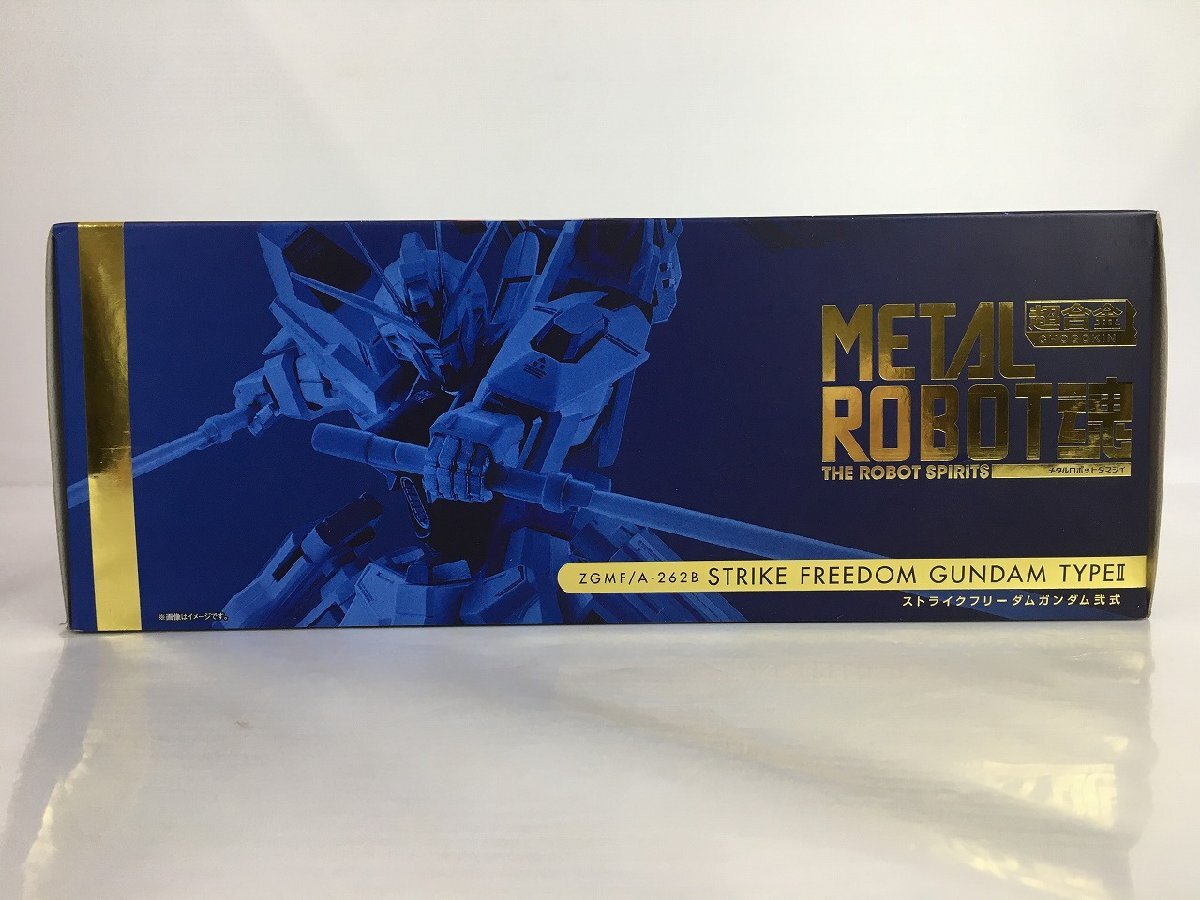 METAL
超合金
CHOGOKIN
ROBOT魂
THE ROBOT SPIRITS
メタルロボットダマシイ
ZGMF/A-262B STRIKE FREEDOM GUNDAM TYPEⅡ
ストライクフリーダムガンダム弐式
※画像はイメージです。